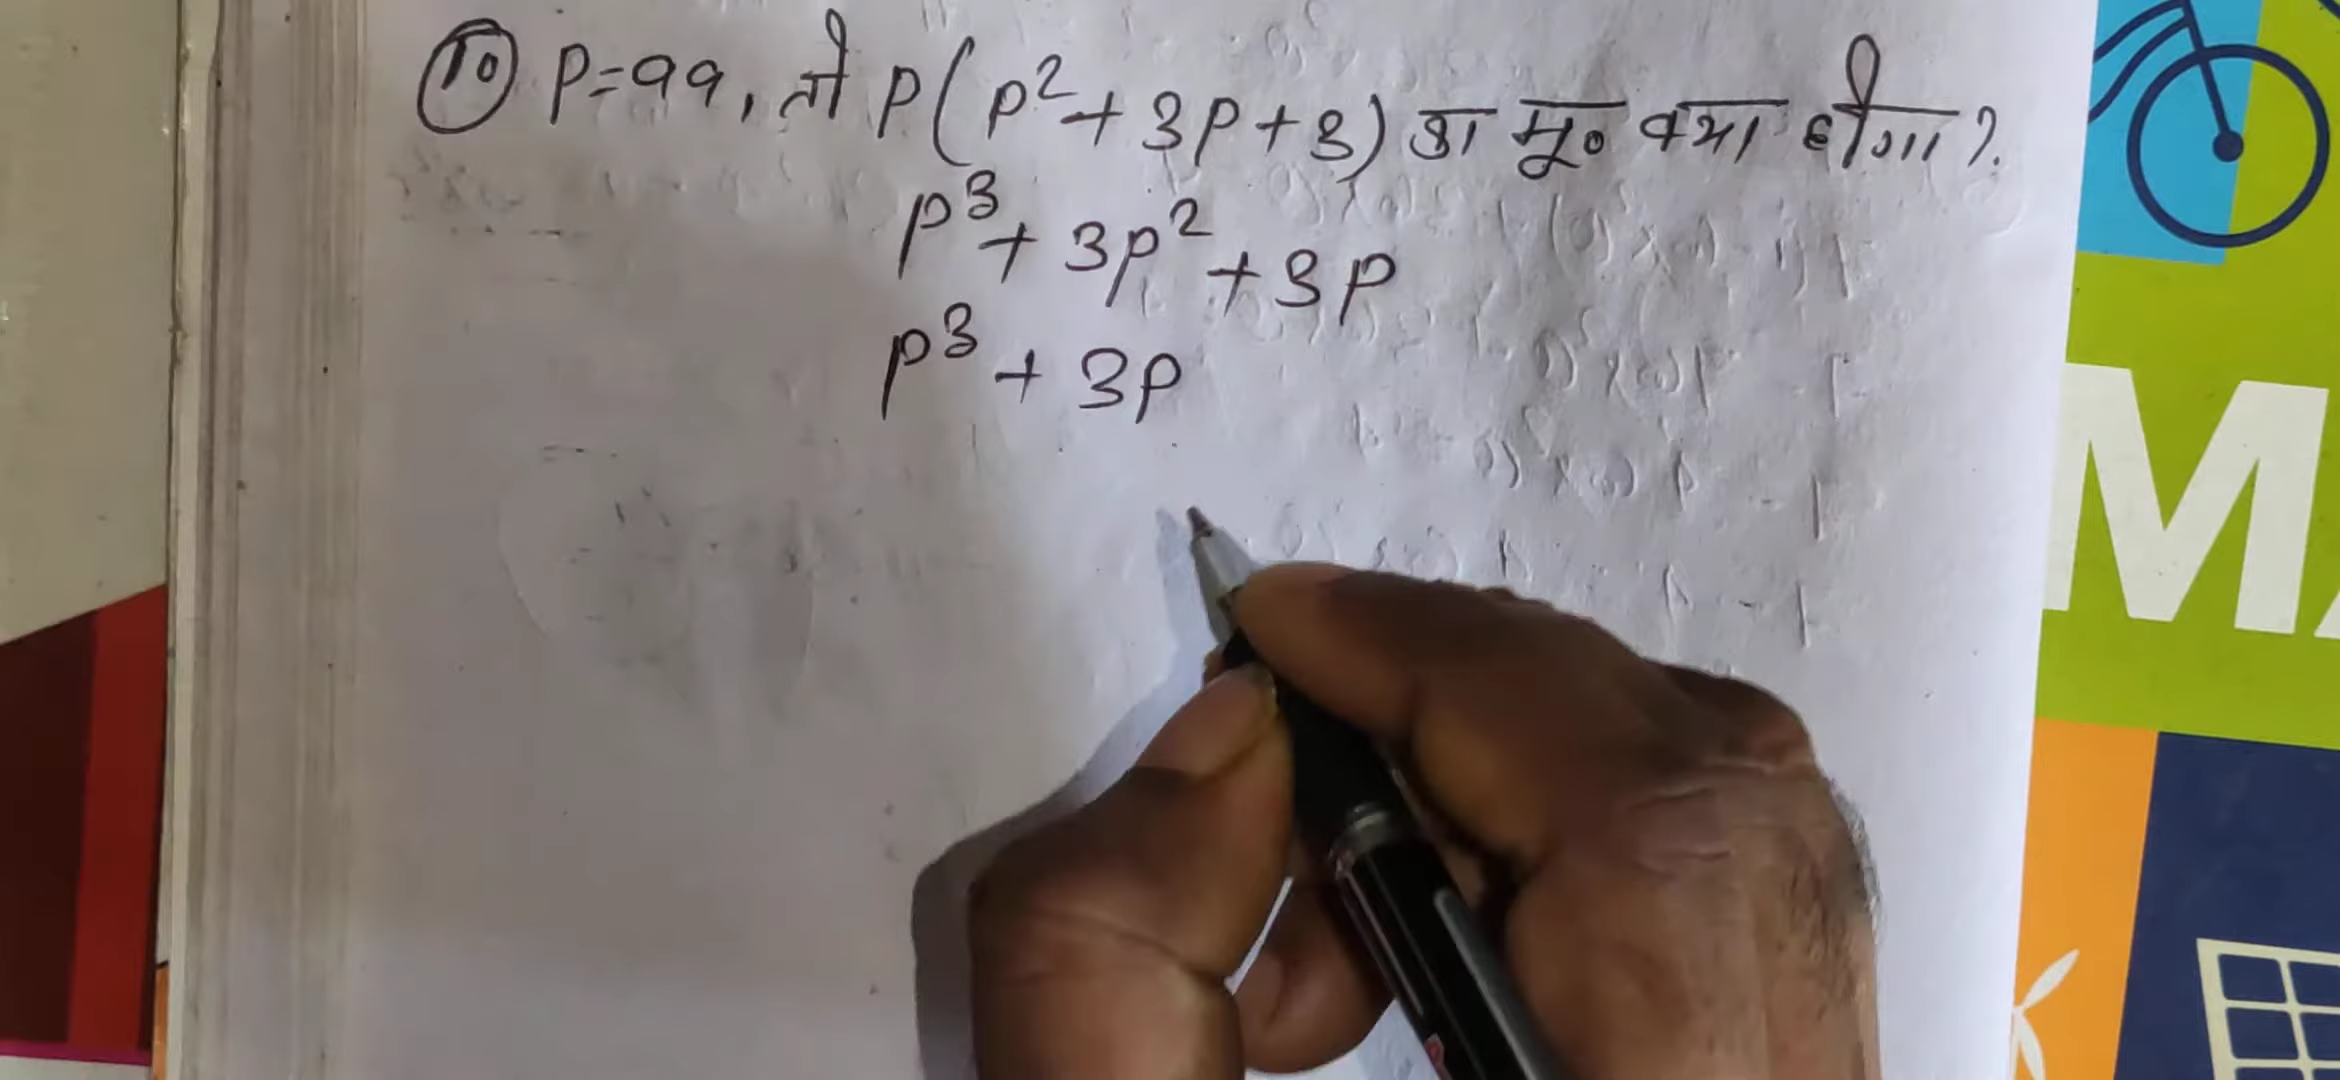 ⑩ P=99, तो P(P²+3P+3) का मू० क्या होगा?
P³+3P²+3P
P³+3P
M